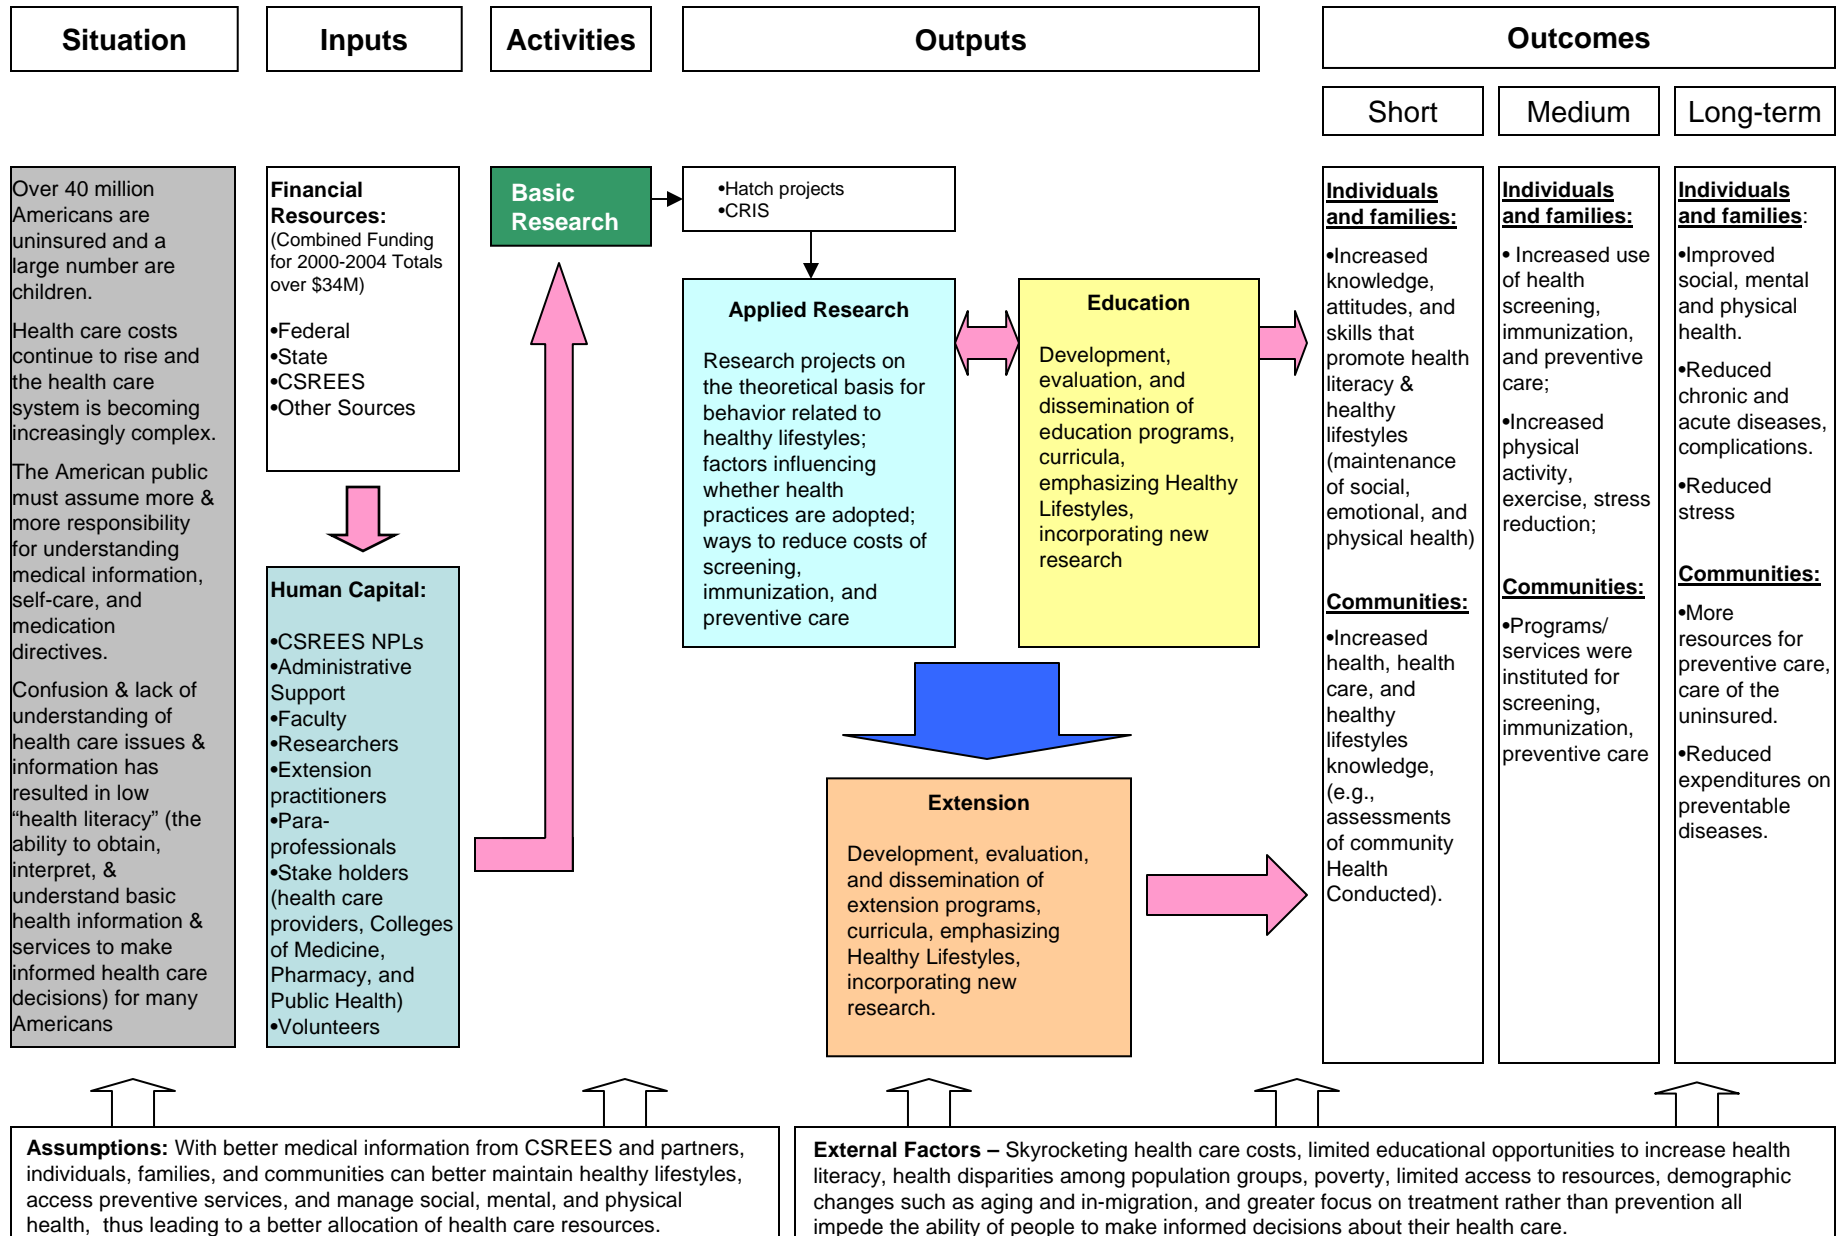 Situation
Inputs
Activities
Outputs
Outcomes
Short
Medium
Long-term
Over 40 million
Americans are
uninsured and a
large number are
children.
Health care costs
continue to rise and
the health care
system is becoming
increasingly complex.
The American public
must assume more &
more responsibility
for understanding
medical information,
self-care, and
medication
directives.
Confusion & lack of
understanding of
health care issues &
information has
resulted in low
“health literacy” (the
ability to obtain,
interpret, &
understand basic
health information &
services to make
informed health care
decisions) for many
Americans
Financial
Resources:
(Combined Funding
for 2000-2004 Totals
over $34M)
•Federal
•State
•CSREES
•Other Sources
Human Capital:
•CSREES NPLs
•Administrative
Support
•Faculty
•Researchers
•Extension
practitioners
•Para-
professionals
•Stake holders
(health care
providers, Colleges
of Medicine,
Pharmacy, and
Public Health)
•Volunteers
Basic
Research
•Hatch projects
•CRIS
Applied Research
Research projects on
the theoretical basis for
behavior related to
healthy lifestyles;
factors influencing
whether health
practices are adopted;
ways to reduce costs of
screening,
immunization, and
preventive care
Education
Development,
evaluation, and
dissemination of
education programs,
curricula,
emphasizing Healthy
Lifestyles,
incorporating new
research
Extension
Development, evaluation,
and dissemination of
extension programs,
curricula, emphasizing
Healthy Lifestyles,
incorporating new
research.
Individuals
and families:
•Increased
knowledge,
attitudes, and
skills that
promote health
literacy &
healthy
lifestyles
(maintenance
of social,
emotional, and
physical health)
Communities:
•Increased
health, health
care, and
healthy
lifestyles
knowledge,
(e.g.,
assessments
of community
Health
Conducted).
Individuals
and families:
• Increased use
of health
screening,
immunization,
and preventive
care;
•Increased
physical
activity,
exercise, stress
reduction;
Communities:
•Programs/
services were
instituted for
screening,
immunization,
preventive care
Individuals
and families:
•Improved
social, mental
and physical
health.
•Reduced
chronic and
acute diseases,
complications.
•Reduced
stress
Communities:
•More
resources for
preventive care,
care of the
uninsured.
•Reduced
expenditures on
preventable
diseases.
Assumptions: With better medical information from CSREES and partners,
individuals, families, and communities can better maintain healthy lifestyles,
access preventive services, and manage social, mental, and physical
health, thus leading to a better allocation of health care resources.
External Factors – Skyrocketing health care costs, limited educational opportunities to increase health
literacy, health disparities among population groups, poverty, limited access to resources, demographic
changes such as aging and in-migration, and greater focus on treatment rather than prevention all
impede the ability of people to make informed decisions about their health care.